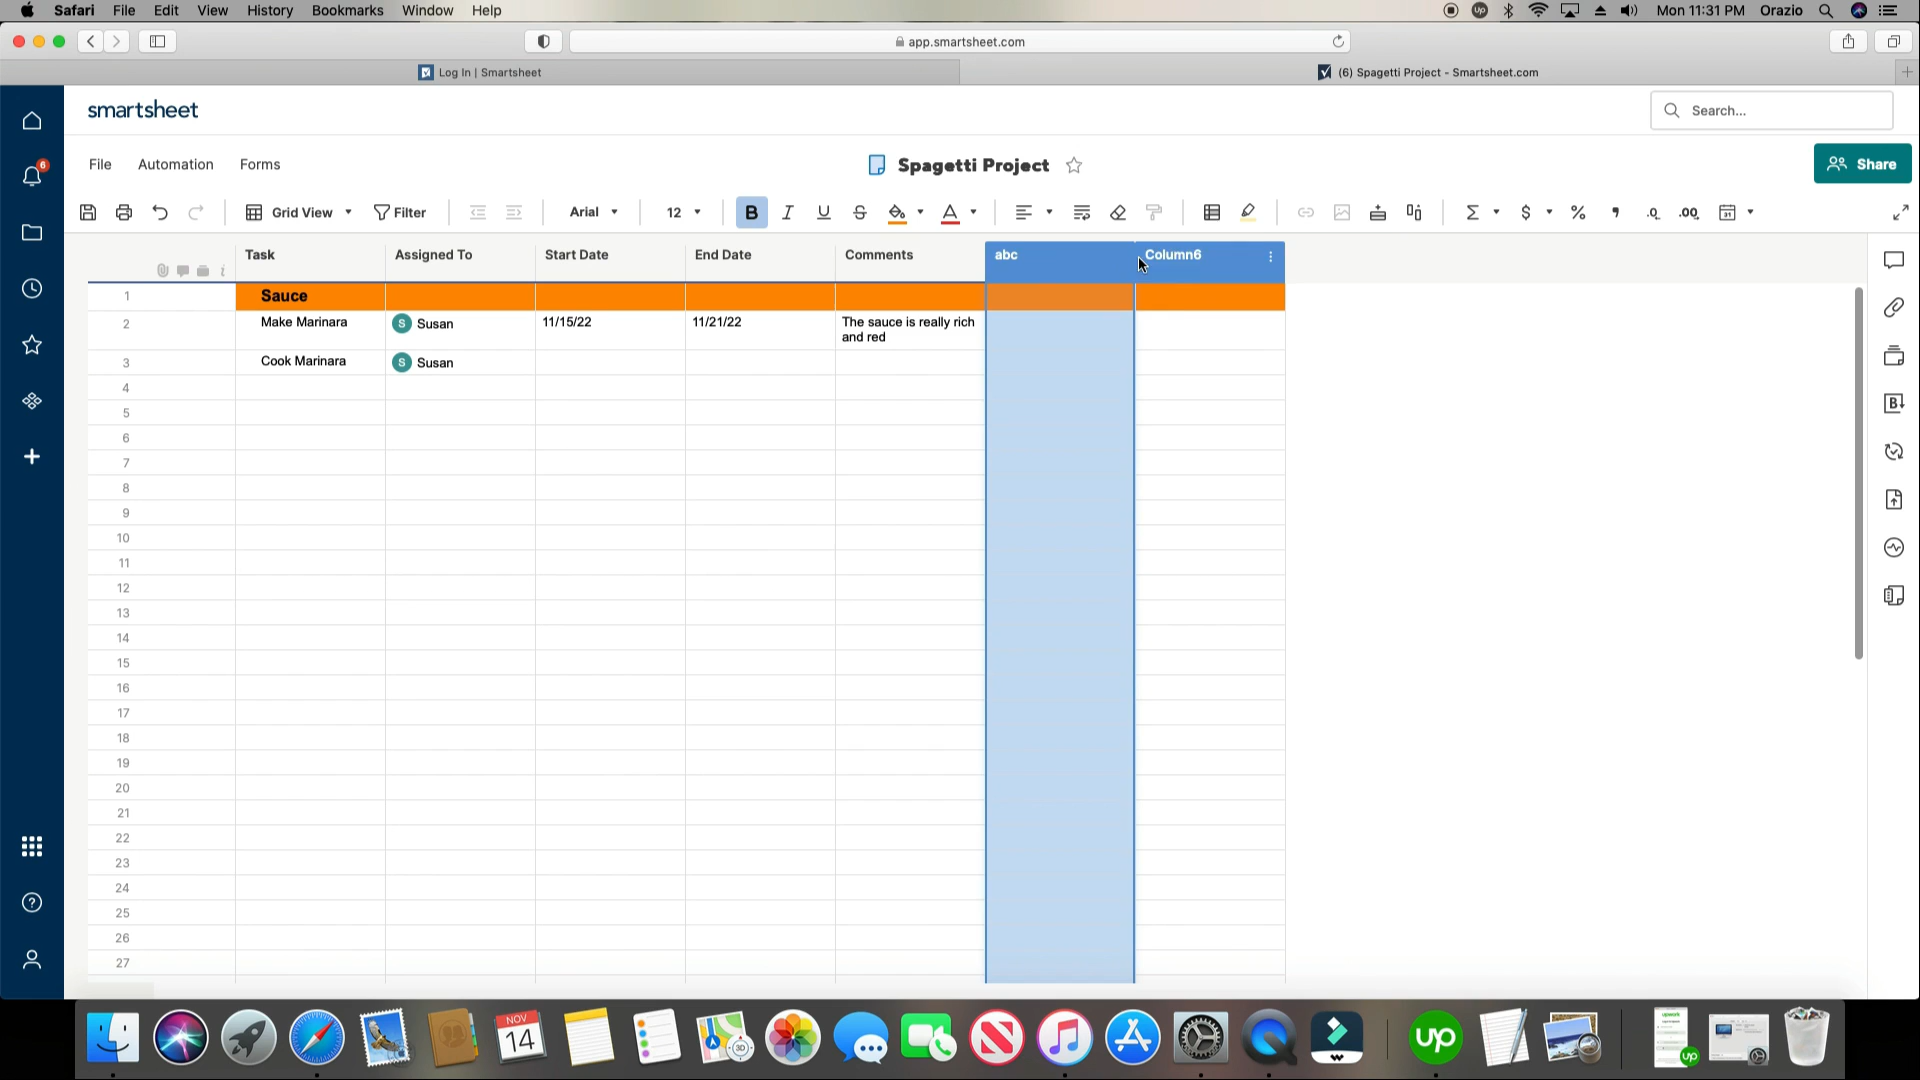 Safari File Edit View History Bookmarks Window Help Mon 11:31 PM Orazio
app.smartsheet.com
Log In | Smartsheet (6) Spagetti Project - Smartsheet.com
smartsheet Search...
6
File Automation Forms Spagetti Project Share
Grid View Filter Arial 12 B I U S A Σ $ % , .0 .00 31
Task Assigned To Start Date End Date Comments abc Column6
1 Sauce
2 Make Marinara S Susan 11/15/22 11/21/22 The sauce is really rich
and red
3 Cook Marinara S Susan
4
5
6
7
8
9
10
11
12
13
14
15
16
17
18
19
20
21
22
23
24
25
26
27
NOV
14
up